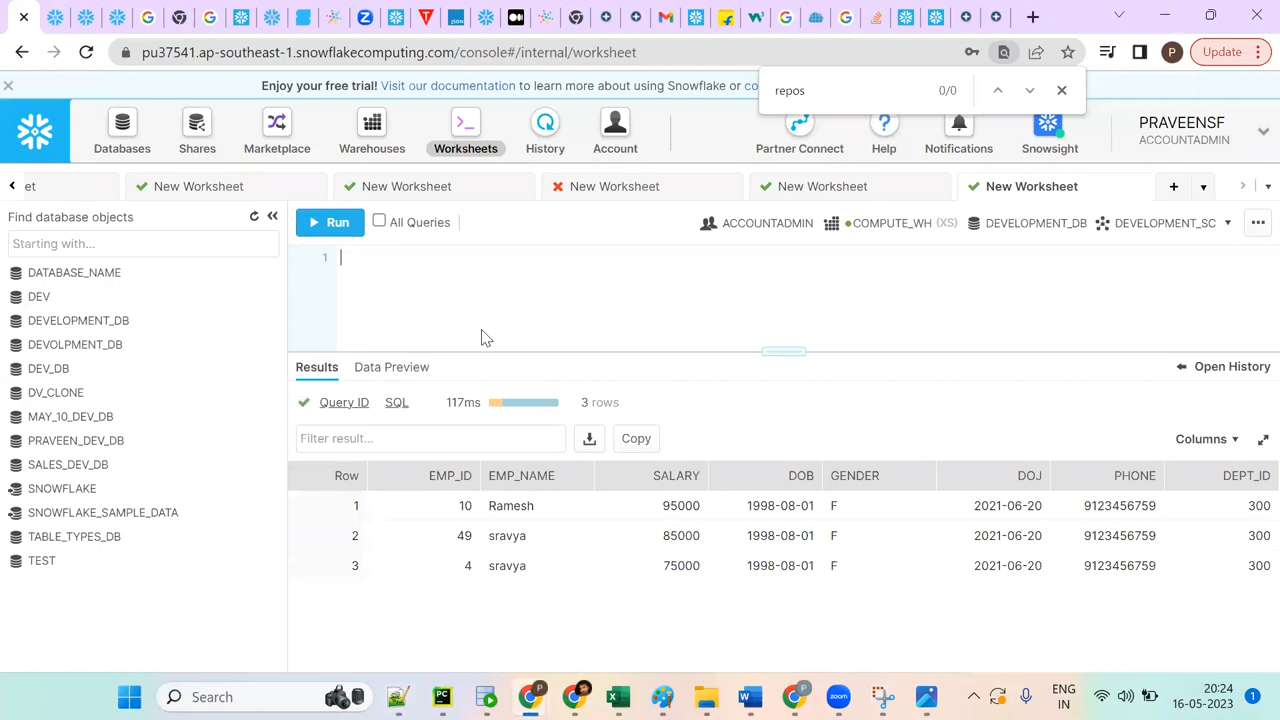 pu37541.ap-southeast-1.snowflakecomputing.com/console#/internal/worksheet
P
Update
Enjoy your free trial! Visit our documentation to learn more about using Snowflake or co
repos
0/0
Databases
Shares
Marketplace
Warehouses
Worksheets
History
Account
Partner Connect
Help
Notifications
Snowsight
PRAVEENSF
ACCOUNTADMIN
et
New Worksheet
New Worksheet
New Worksheet
New Worksheet
New Worksheet
Find database objects
Starting with...
DATABASE_NAME
DEV
DEVELOPMENT_DB
DEVOLPMENT_DB
DEV_DB
DV_CLONE
MAY_10_DEV_DB
PRAVEEN_DEV_DB
SALES_DEV_DB
SNOWFLAKE
SNOWFLAKE_SAMPLE_DATA
TABLE_TYPES_DB
TEST
Run All Queries ACCOUNTADMIN COMPUTE_WH (XS) DEVELOPMENT_DB DEVELOPMENT_SC
1
Results Data Preview Open History
Query ID SQL 117ms 3 rows
Filter result... Copy Columns
Row EMP_ID EMP_NAME SALARY DOB GENDER DOJ PHONE DEPT_ID
1 10 Ramesh 95000 1998-08-01 F 2021-06-20 9123456759 300
2 49 sravya 85000 1998-08-01 F 2021-06-20 9123456759 300
3 4 sravya 75000 1998-08-01 F 2021-06-20 9123456759 300
Search
ENG
IN
20:24
16-05-2023
1